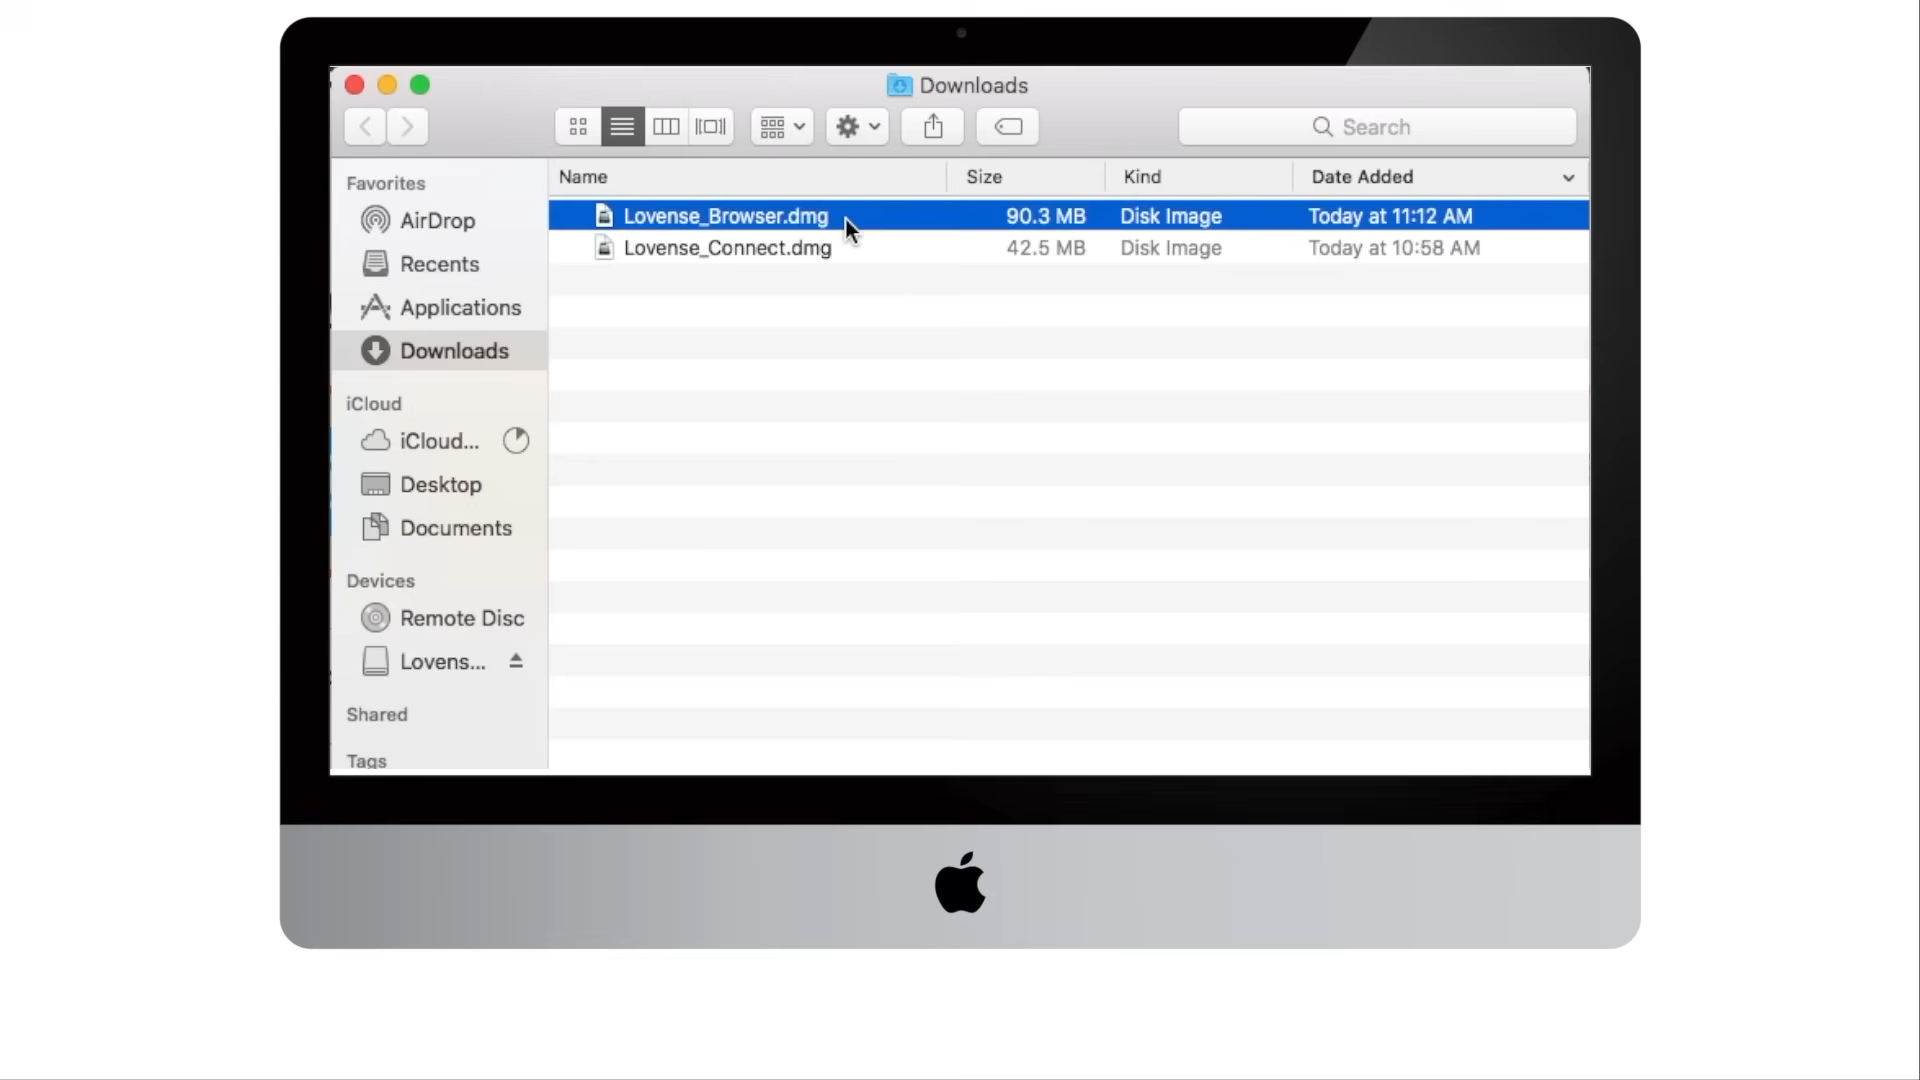 Downloads
Search
Name Size Kind Date Added
Lovense_Browser.dmg 90.3 MB Disk Image Today at 11:12 AM
Lovense_Connect.dmg 42.5 MB Disk Image Today at 10:58 AM
Favorites
AirDrop
Recents
Applications
Downloads
iCloud
iCloud...
Desktop
Documents
Devices
Remote Disc
Lovens...
Shared
Tags